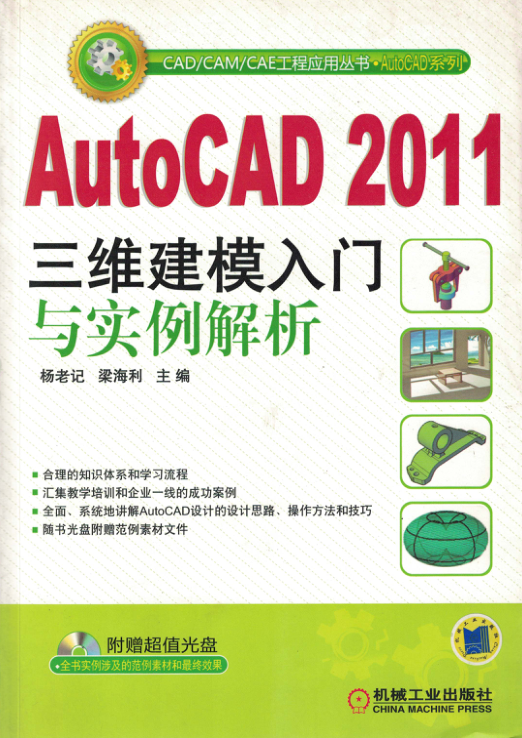 CAD/CAM/CAE工程应用丛书·AutoCAD系列
AutoCAD 2011
三维建模入门
与实例解析
杨老记 梁海利 主编
■ 合理的知识体系和学习流程
■ 汇集教学培训和企业一线的成功案例
■ 全面、系统地讲解AutoCAD设计的设计思路、操作方法和技巧
■ 随书光盘附赠范例素材文件
附赠超值光盘
·全书实例涉及的范例素材和最终效果
机械工业出版社
CHINA MACHINE PRESS